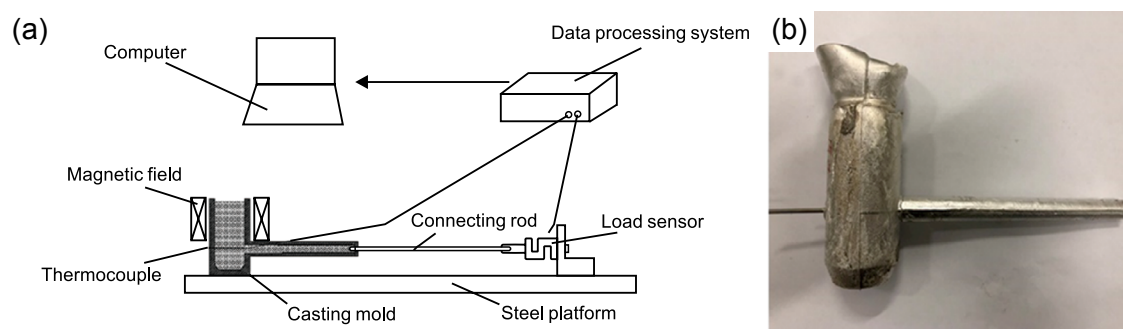 (a)
Computer
Data processing system
Magnetic field
Connecting rod
Load sensor
Thermocouple
Casting mold
Steel platform
(b)